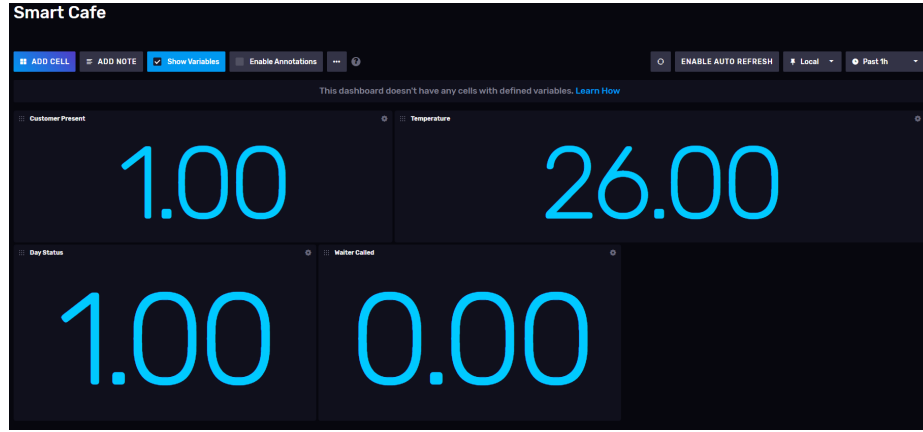 Smart Cafe
ADD CELL ADD NOTE Show Variables Enable Annotations ... ENABLE AUTO REFRESH Local Past 1h
This dashboard doesn't have any cells with defined variables. Learn How
Customer Present Temperature
1.00 26.00
Day Status Waiter Called
1.00 0.00